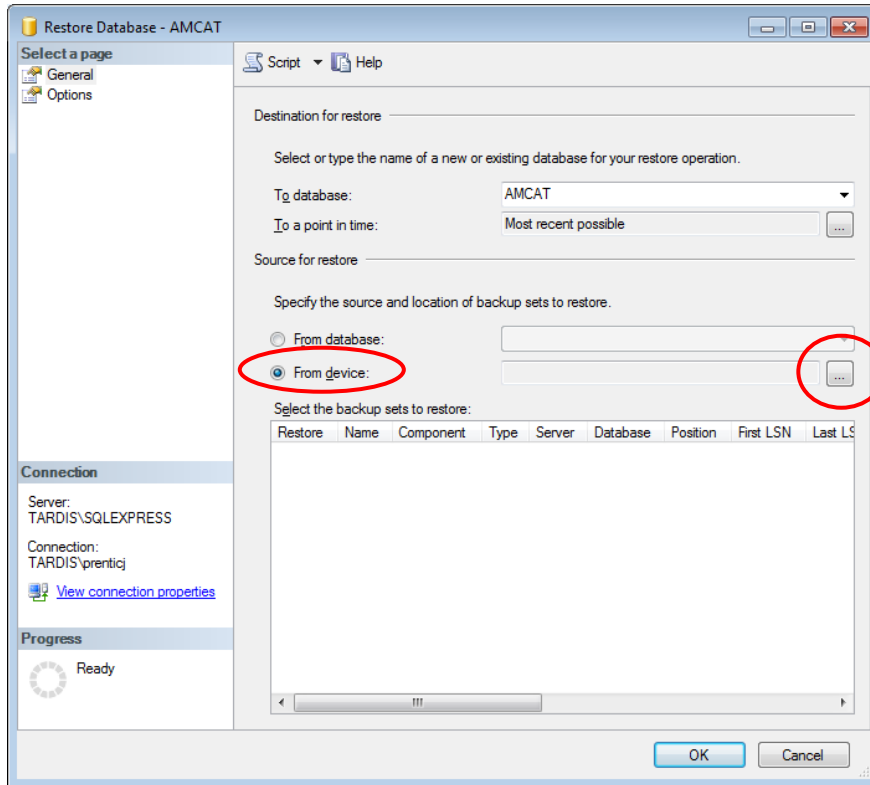 Restore Database - AMCAT
Select a page
General
Options
Script Help
Destination for restore
Select or type the name of a new or existing database for your restore operation.
To database: AMCAT
To a point in time: Most recent possible ...
Source for restore
Specify the source and location of backup sets to restore.
From database:
From device: ...
Select the backup sets to restore:
Restore Name Component Type Server Database Position First LSN Last LS
Connection
Server:
TARDIS\SQLEXPRESS
Connection:
TARDIS\prenticj
View connection properties
Progress
Ready
OK Cancel